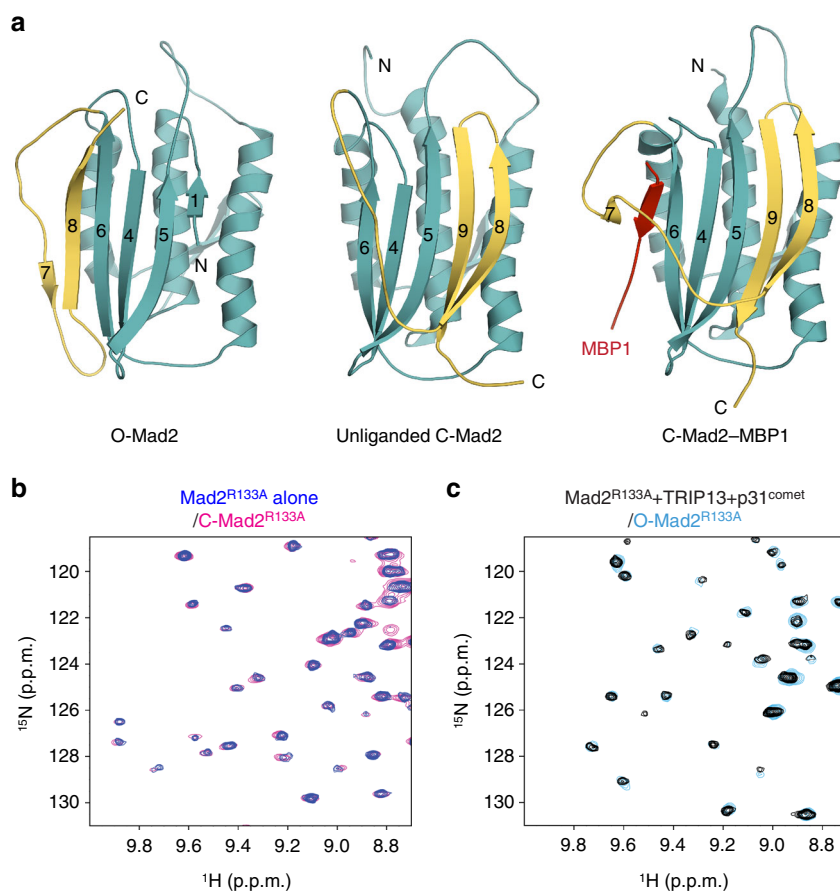 a
C
8
6
4
5
1
7
N
O-Mad2
N
6
4
5
9
8
C
Unliganded C-Mad2
N
7
6
4
5
9
8
MBP1
C
C-Mad2–MBP1
b
Mad2R133A alone
/C-Mad2R133A
120
122
124
126
128
130
15N (p.p.m.)
9.8 9.6 9.4 9.2 9.0 8.8
1H (p.p.m.)
c
Mad2R133A+TRIP13+p31comet
/O-Mad2R133A
120
122
124
126
128
130
15N (p.p.m.)
9.8 9.6 9.4 9.2 9.0 8.8
1H (p.p.m.)